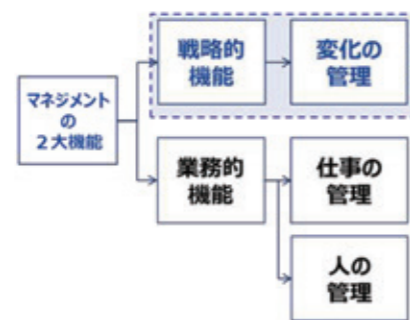 戦略的
機能
変化の
管理
マネジメント
の
2大機能
業務的
機能
仕事の
管理
人の
管理